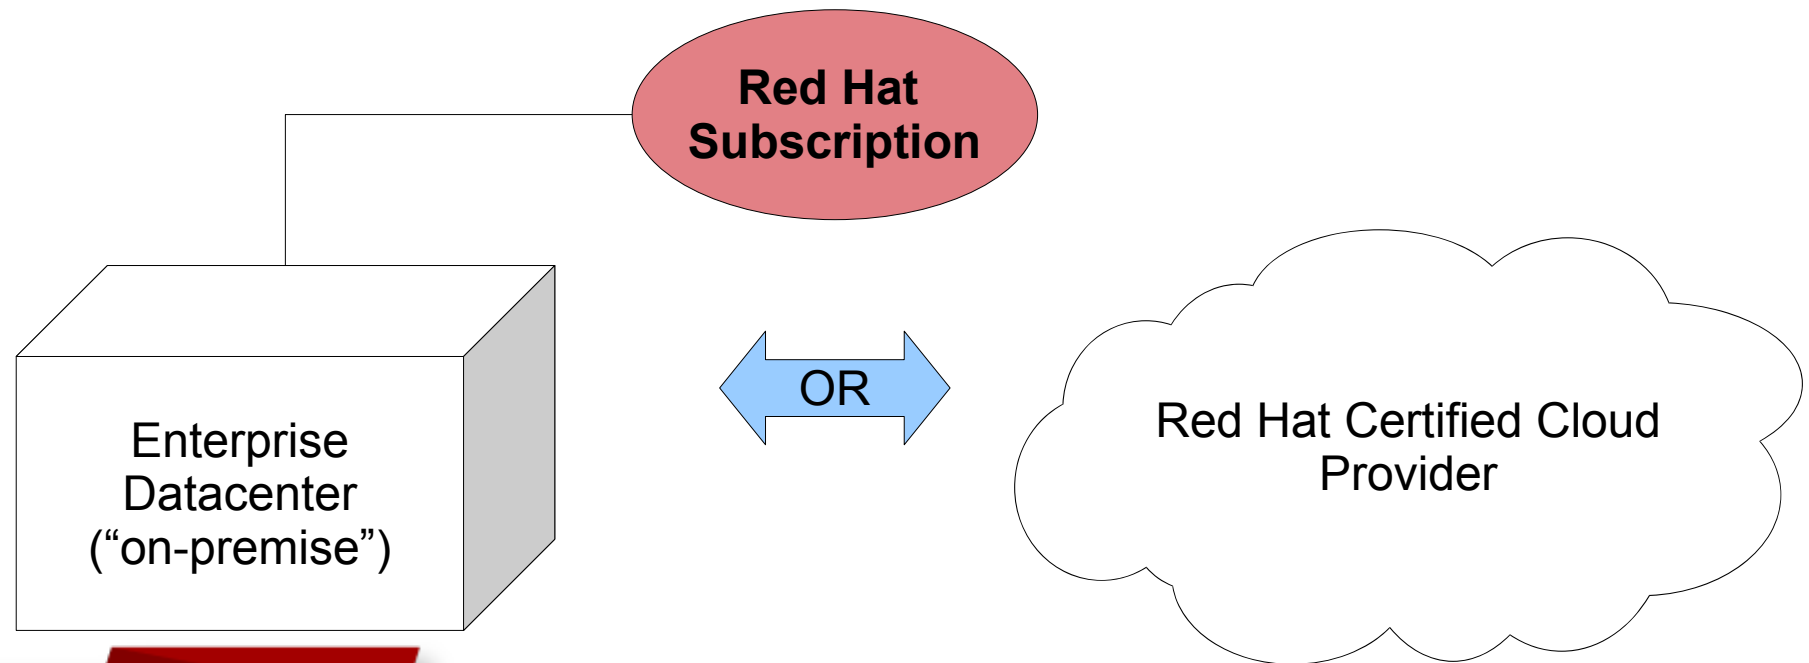 Red Hat
Subscription
OR
Enterprise
Datacenter
(“on-premise”)
Red Hat Certified Cloud
Provider